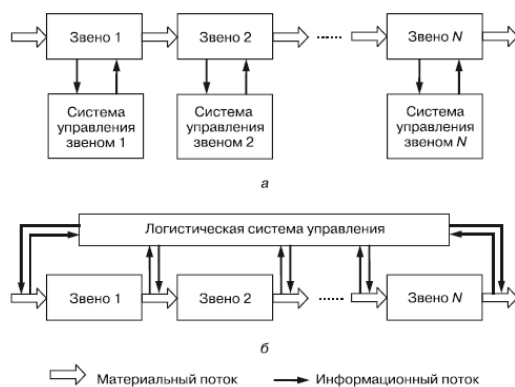 Звено 1
Звено 2
......
Звено N
Система
управления
звеном 1
Система
управления
звеном 2
Система
управления
звеном N
а
Логистическая система управления
Звено 1
Звено 2
......
Звено N
б
Материальный поток
Информационный поток